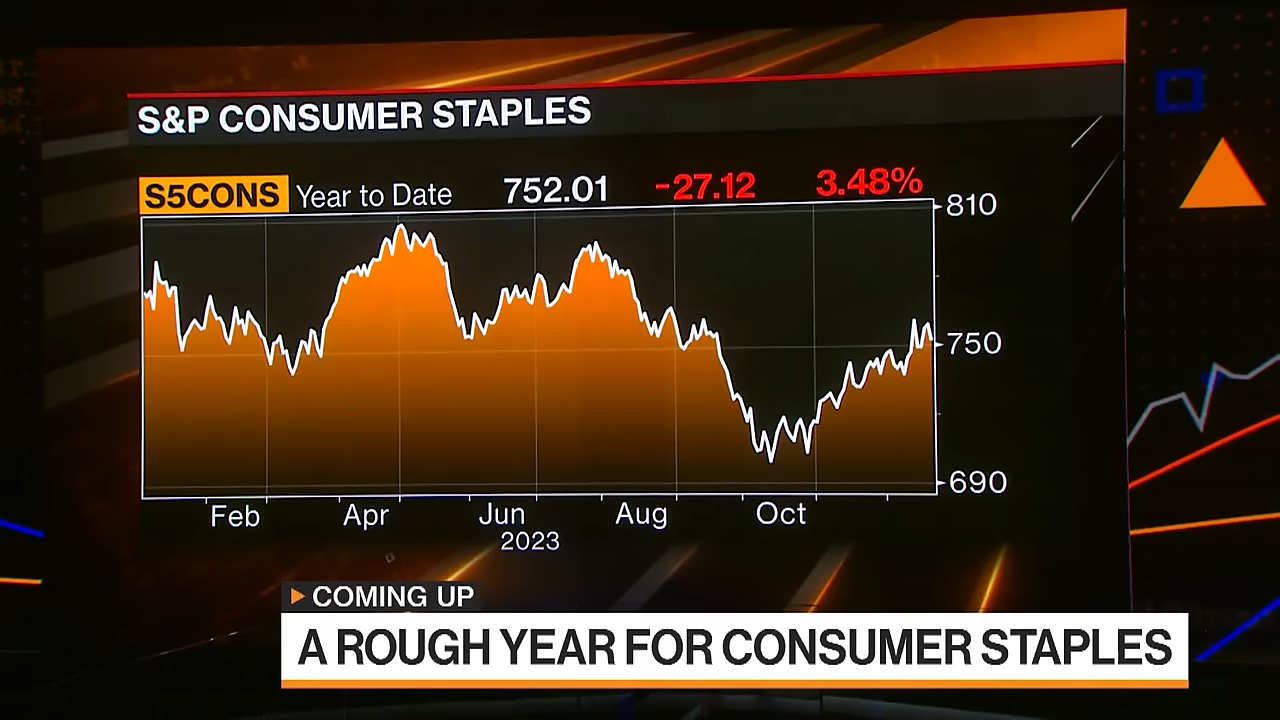 S&P CONSUMER STAPLES
S5CONS Year to Date 752.01 -27.12 3.48%
810
750
690
Feb Apr Jun Aug Oct
2023
COMING UP
A ROUGH YEAR FOR CONSUMER STAPLES